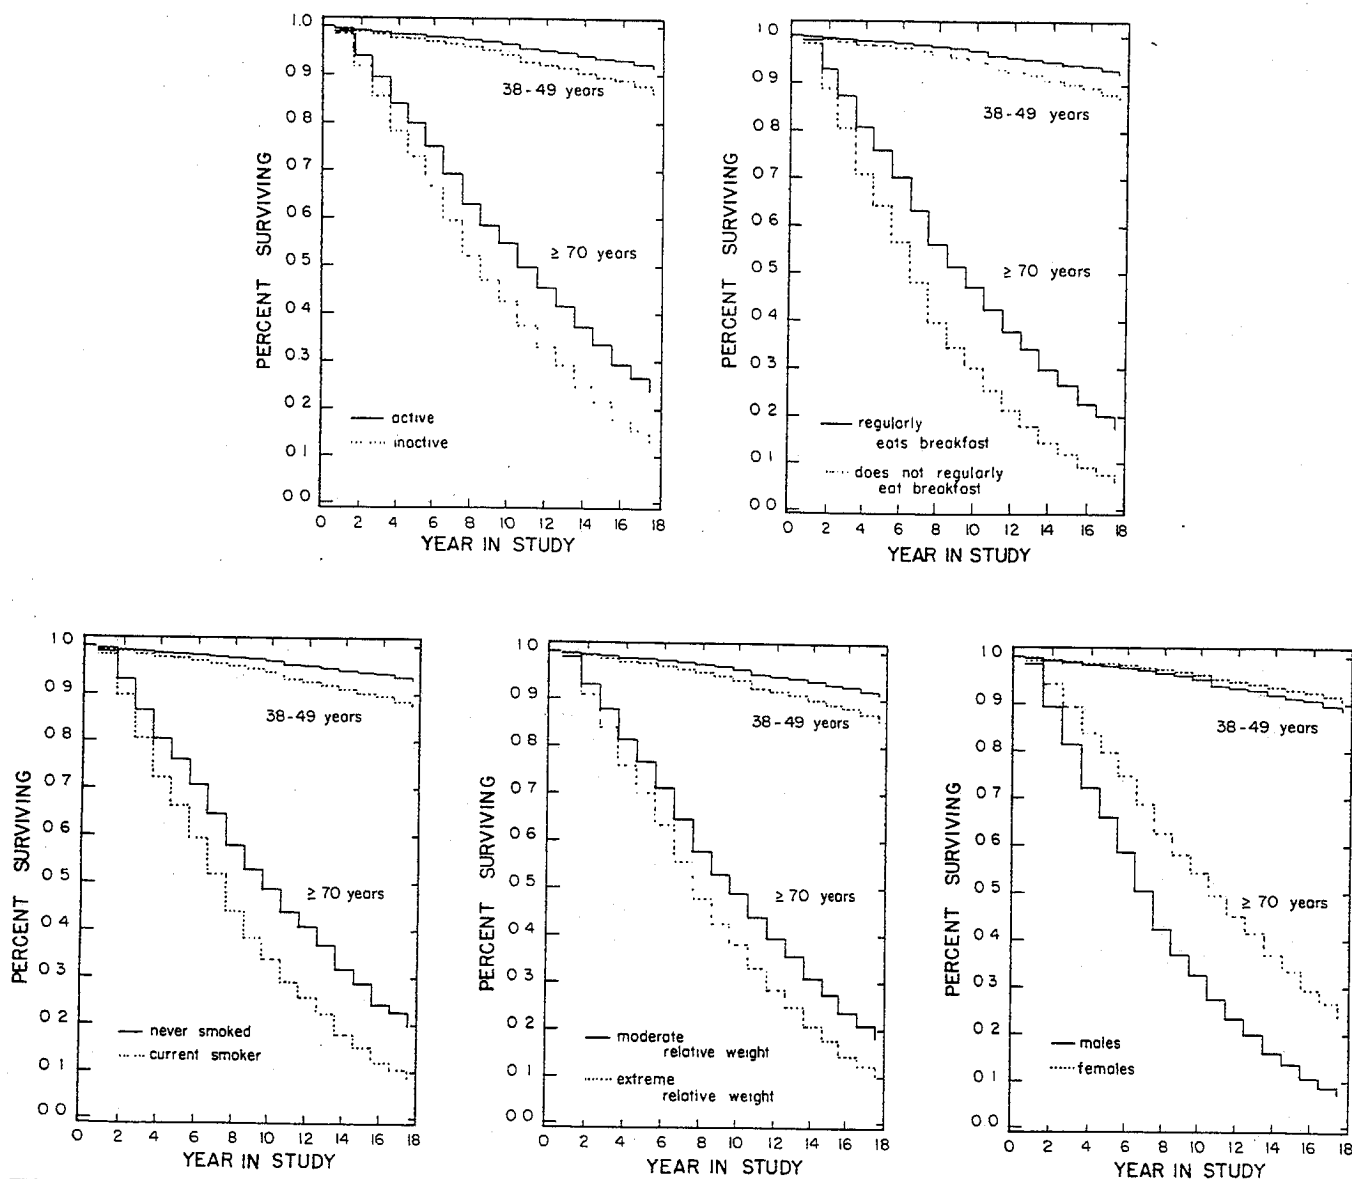 1.0
0.9
0.8
0.7
0.6
0.5
0.4
0.3
0.2
0.1
0.0
PERCENT SURVIVING
38-49 years
≥ 70 years
active
inactive
0 2 4 6 8 10 12 14 16 18
YEAR IN STUDY
1.0
0.9
0.8
0.7
0.6
0.5
0.4
0.3
0.2
0.1
0.0
PERCENT SURVIVING
38-49 years
≥ 70 years
regularly
eats breakfast
does not regularly
eat breakfast
0 2 4 6 8 10 12 14 16 18
YEAR IN STUDY
1.0
0.9
0.8
0.7
0.6
0.5
0.4
0.3
0.2
0.1
0.0
PERCENT SURVIVING
38-49 years
≥ 70 years
never smoked
current smoker
0 2 4 6 8 10 12 14 16 18
YEAR IN STUDY
1.0
0.9
0.8
0.7
0.6
0.5
0.4
0.3
0.2
0.1
0.0
PERCENT SURVIVING
38-49 years
≥ 70 years
moderate
relative weight
extreme
relative weight
0 2 4 6 8 10 12 14 16 18
YEAR IN STUDY
1.0
0.9
0.8
0.7
0.6
0.5
0.4
0.3
0.2
0.1
0.0
PERCENT SURVIVING
38-49 years
≥ 70 years
males
females
0 2 4 6 8 10 12 14 16 18
YEAR IN STUDY